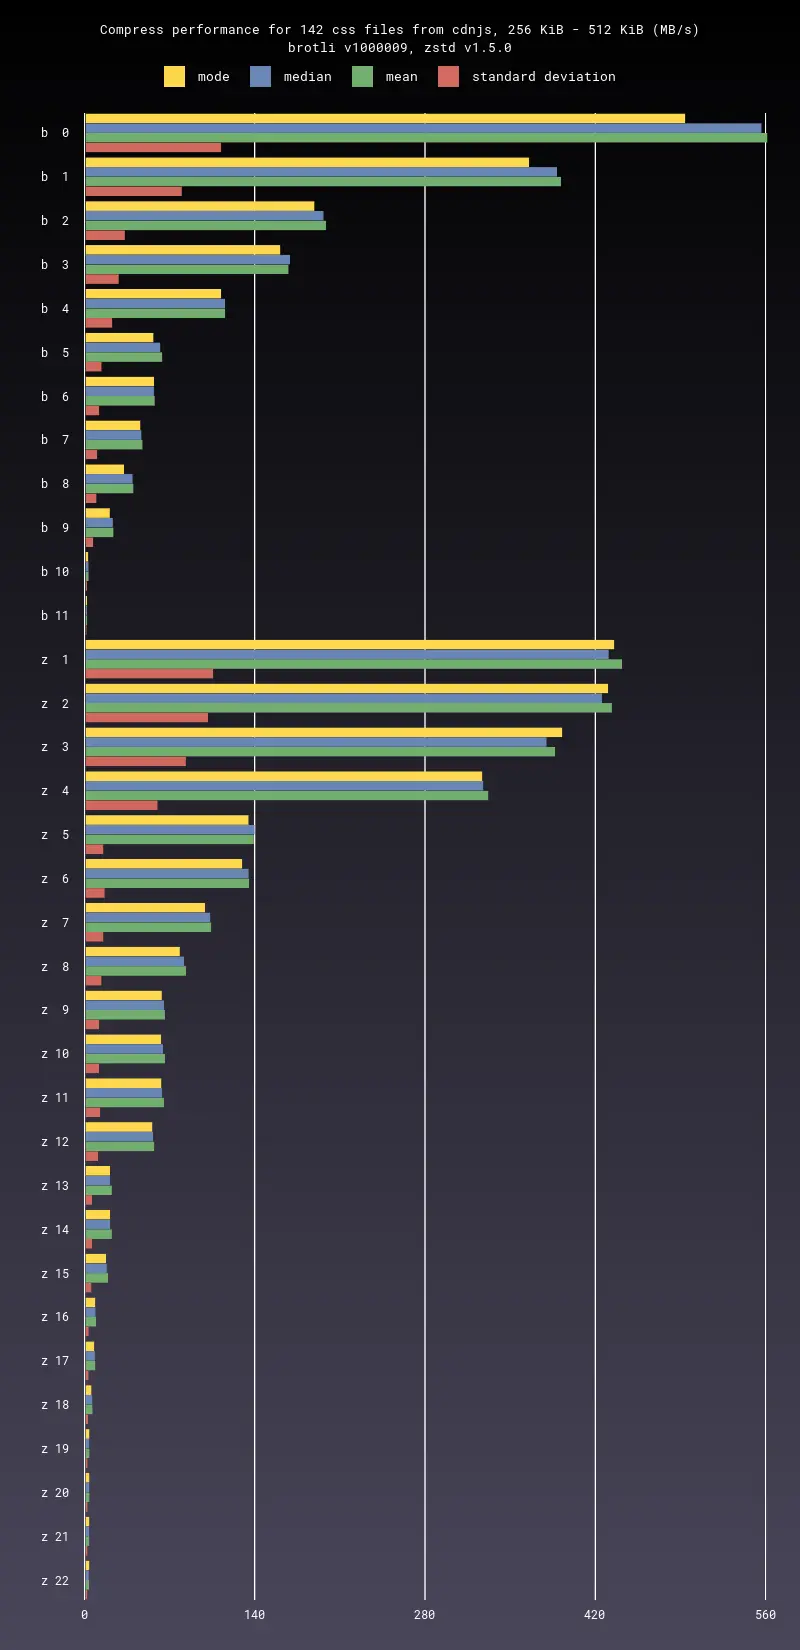 Compress performance for 142 css files from cdnjs, 256 KiB - 512 KiB (MB/s)
brotli v1000009, zstd v1.5.0
mode median mean standard deviation
b 0
b 1
b 2
b 3
b 4
b 5
b 6
b 7
b 8
b 9
b 10
b 11
z 1
z 2
z 3
z 4
z 5
z 6
z 7
z 8
z 9
z 10
z 11
z 12
z 13
z 14
z 15
z 16
z 17
z 18
z 19
z 20
z 21
z 22
0 140 280 420 560